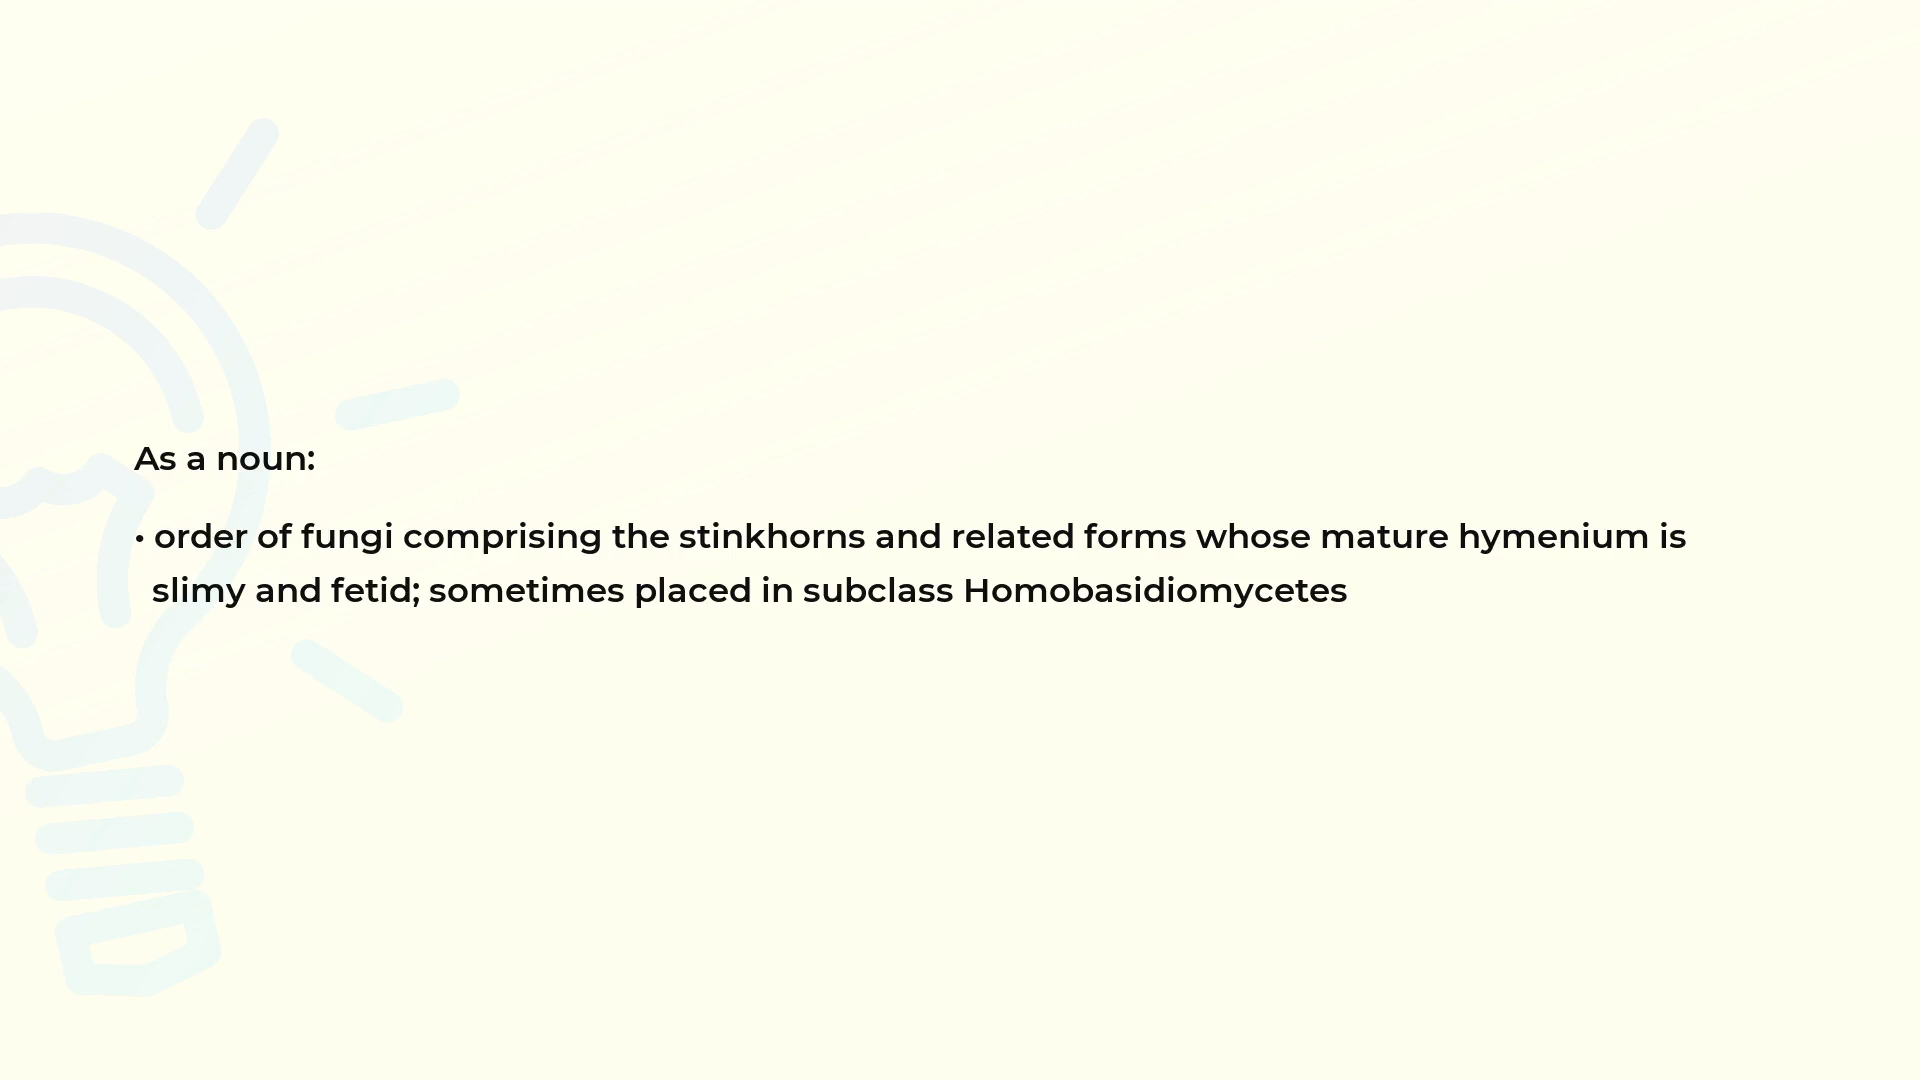 As a noun:
• order of fungi comprising the stinkhorns and related forms whose mature hymenium is
slimy and fetid; sometimes placed in subclass Homobasidiomycetes